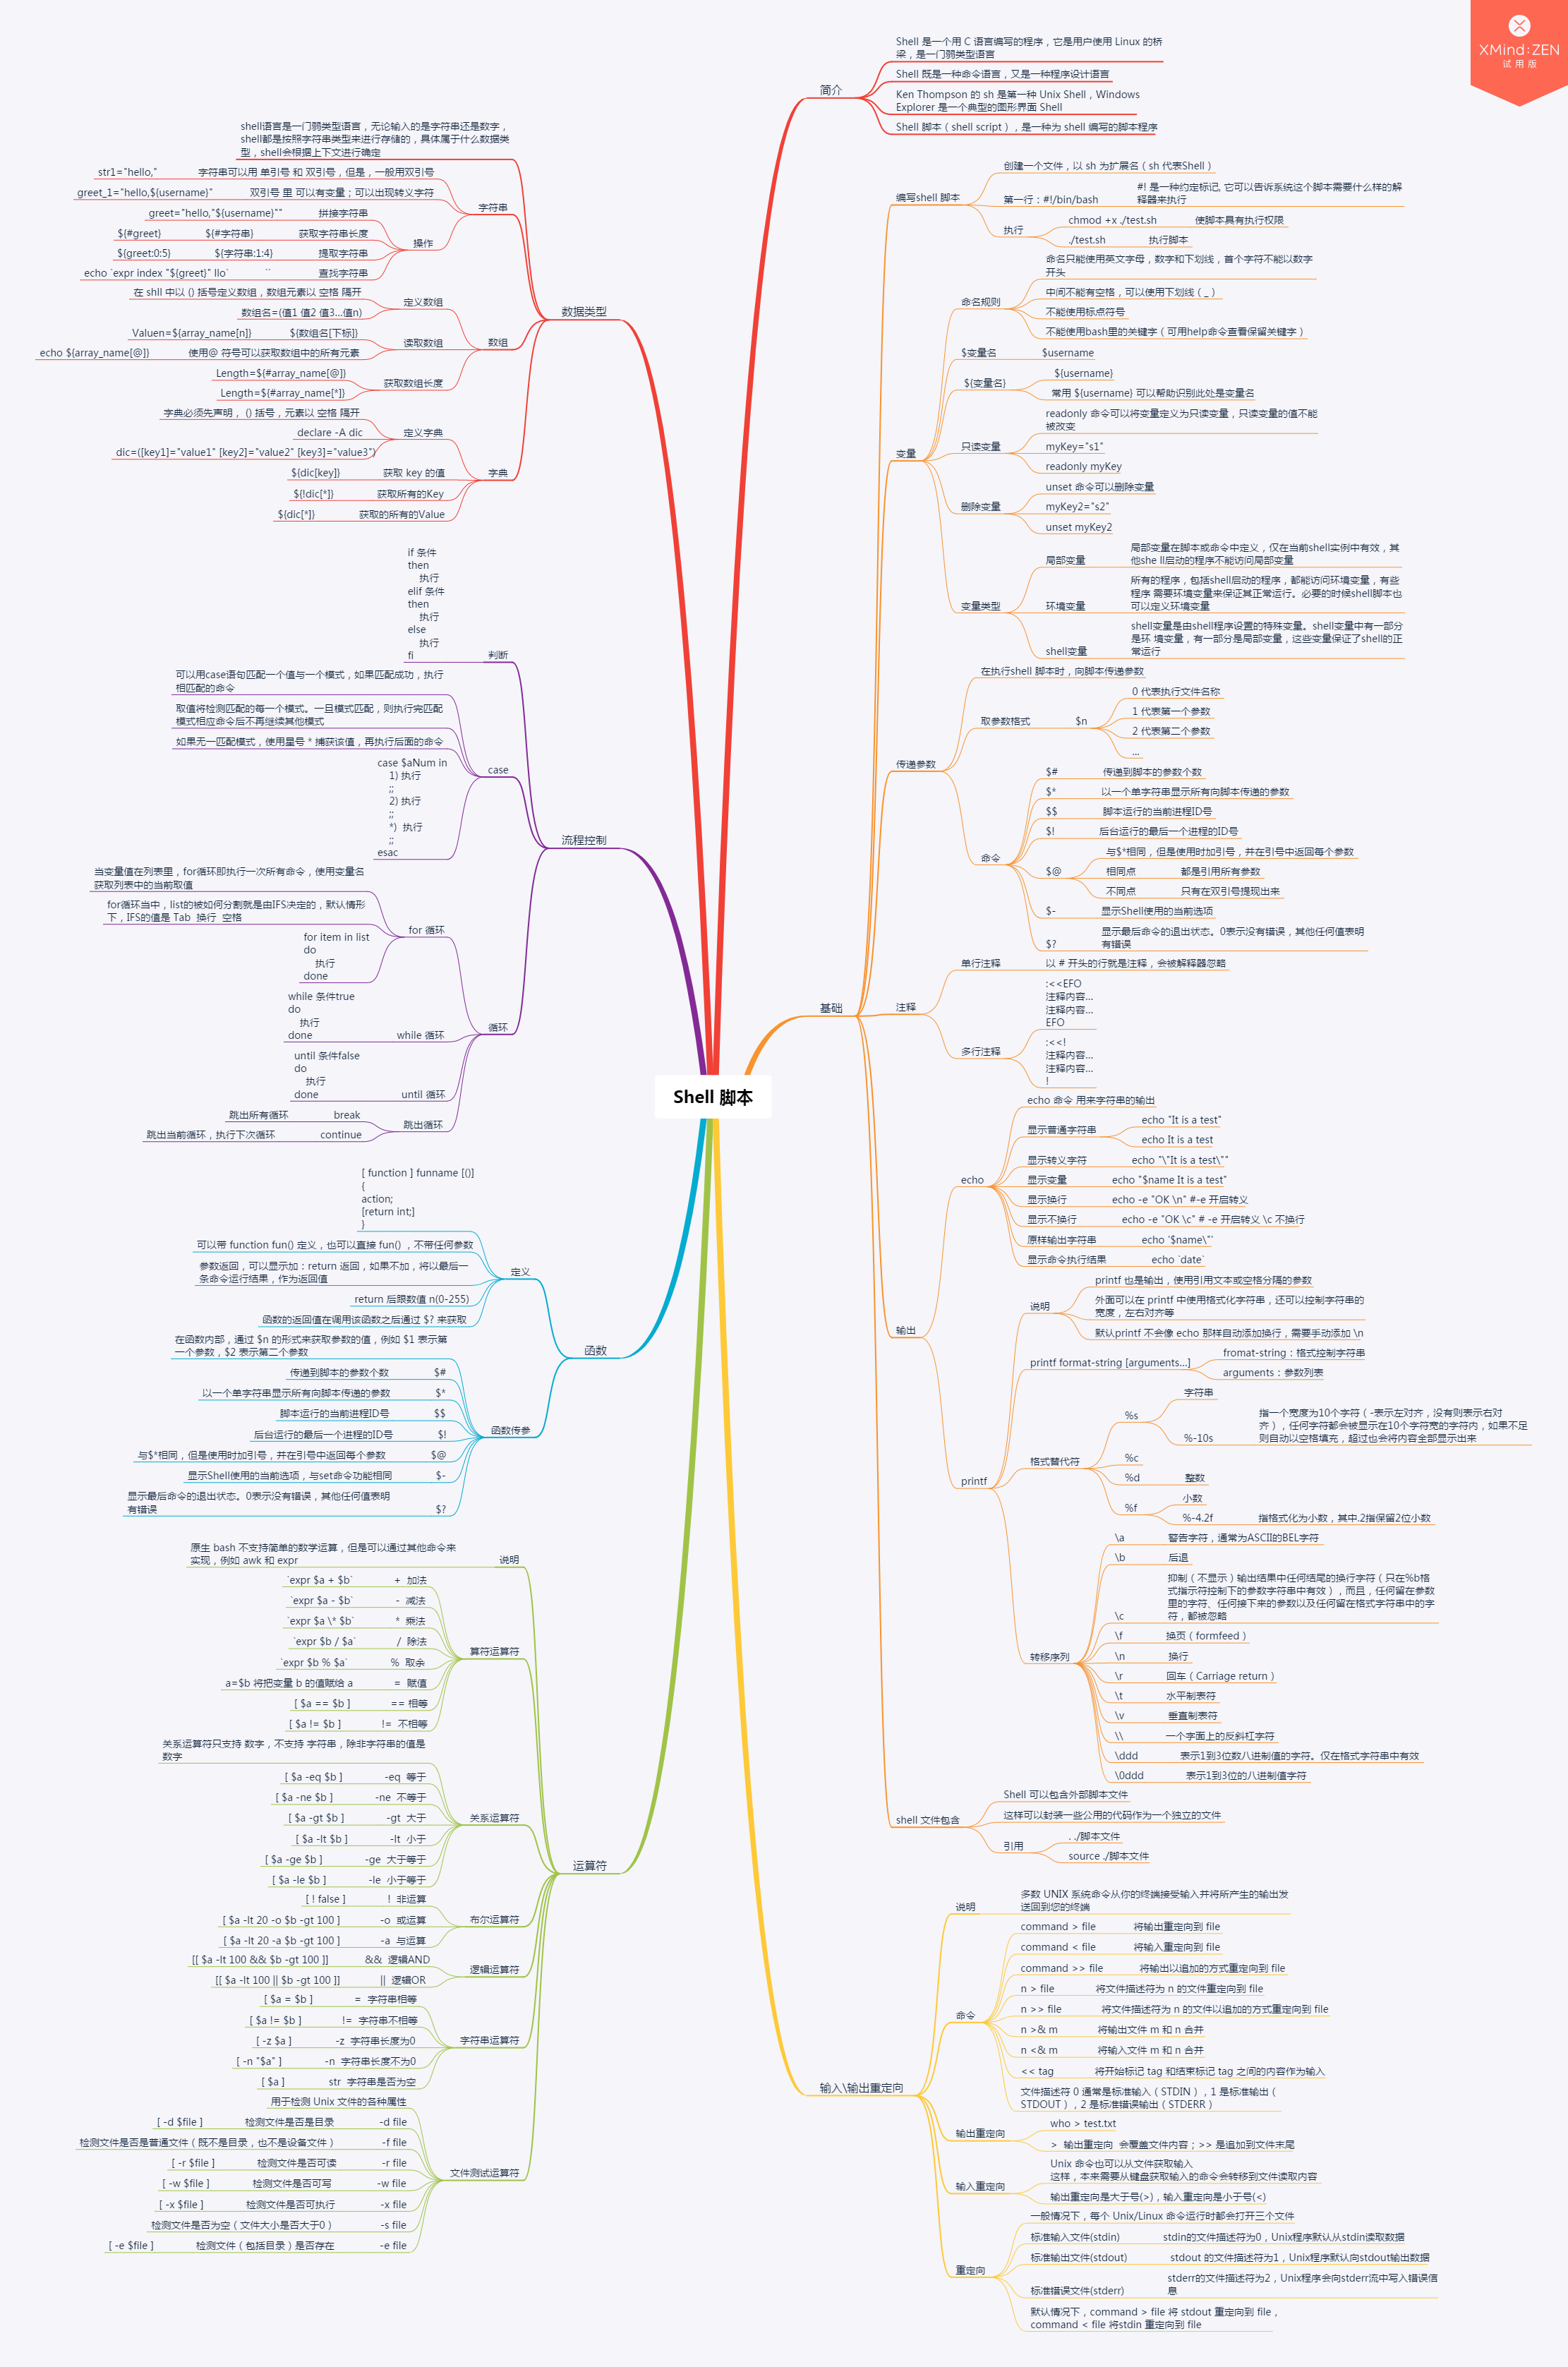 XMind:ZEN
试用版
Shell 脚本
简介
Shell 是一个用 C 语言编写的程序，它是用户使用 Linux 的桥
梁，是一门弱类型语言
Shell 既是一种命令语言，又是一种程序设计语言
Ken Thompson 的 sh 是第一种 Unix Shell，Windows
Explorer 是一个典型的图形界面 Shell
Shell 脚本（shell script），是一种为 shell 编写的脚本程序
基础
编写shell 脚本
创建一个文件，以 sh 为扩展名（sh 代表Shell）
第一行：#!/bin/bash
#! 是一种约定标记, 它可以告诉系统这个脚本需要什么样的解
释器来执行
执行
chmod +x ./test.sh 使脚本具有执行权限
./test.sh 执行脚本
变量
命名规则
命名只能使用英文字母，数字和下划线，首个字符不能以数字
开头
中间不能有空格，可以使用下划线（_）
不能使用标点符号
不能使用bash里的关键字（可用help命令查看保留关键字）
$变量名 $username
${变量名}
${username}
常用 ${username} 可以帮助识别此处是变量名
只读变量
readonly 命令可以将变量定义为只读变量，只读变量的值不能
被改变
myKey="s1"
readonly myKey
删除变量
unset 命令可以删除变量
myKey2="s2"
unset myKey2
变量类型
局部变量
局部变量在脚本或命令中定义，仅在当前shell实例中有效，其
他she ll启动的程序不能访问局部变量
环境变量
所有的程序，包括shell启动的程序，都能访问环境变量，有些
程序 需要环境变量来保证其正常运行。必要的时候shell脚本也
可以定义环境变量
shell变量
shell变量是由shell程序设置的特殊变量。shell变量中有一部分
是环 境变量，有一部分是局部变量，这些变量保证了shell的正
常运行
传递参数
在执行shell 脚本时，向脚本传递参数
取参数格式 $n
0 代表执行文件名称
1 代表第一个参数
2 代表第二个参数
...
命令
$# 传递到脚本的参数个数
$* 以一个单字符串显示所有向脚本传递的参数
$$ 脚本运行的当前进程ID号
$! 后台运行的最后一个进程的ID号
$@
与$*相同，但是使用时加引号，并在引号中返回每个参数
相同点 都是引用所有参数
不同点 只有在双引号提现出来
$- 显示Shell使用的当前选项
$?
显示最后命令的退出状态。0表示没有错误，其他任何值表明
有错误
注释
单行注释 以 # 开头的行就是注释，会被解释器忽略
多行注释
:<<EFO
注释内容...
注释内容...
EFO
:<<!
注释内容...
注释内容...
!
输出
echo
echo 命令 用来字符串的输出
显示普通字符串
echo "It is a test"
echo It is a test
显示转义字符 echo "\"It is a test\""
显示变量 echo "$name It is a test"
显示换行 echo -e "OK \n" #-e 开启转义
显示不换行 echo -e "OK \c" # -e 开启转义 \c 不换行
原样输出字符串 echo '$name\"'
显示命令执行结果 echo `date`
printf
说明
printf 也是输出，使用引用文本或空格分隔的参数
外面可以在 printf 中使用格式化字符串，还可以控制字符串的
宽度，左右对齐等
默认printf 不会像 echo 那样自动添加换行，需要手动添加 \n
printf format-string [arguments...]
fromat-string：格式控制字符串
arguments：参数列表
格式替代符
%s
字符串
%-10s
指一个宽度为10个字符（-表示左对齐，没有则表示右对
齐），任何字符都会被显示在10个字符宽的字符内，如果不足
则自动以空格填充，超过也会将内容全部显示出来
%c
%d 整数
%f
小数
%-4.2f 指格式化为小数，其中.2指保留2位小数
转移序列
\a 警告字符，通常为ASCII的BEL字符
\b 后退
\c
抑制（不显示）输出结果中任何结尾的换行字符（只在%b格
式指示符控制下的参数字符串中有效），而且，任何留在参数
里的字符、任何接下来的参数以及任何留在格式字符串中的字
符，都被忽略
\f 换页（formfeed）
\n 换行
\r 回车（Carriage return）
\t 水平制表符
\v 垂直制表符
\\ 一个字面上的反斜杠字符
\ddd 表示1到3位数八进制值的字符。仅在格式字符串中有效
\0ddd 表示1到3位的八进制值字符
shell 文件包含
Shell 可以包含外部脚本文件
这样可以封装一些公用的代码作为一个独立的文件
引用
. ./脚本文件
source ./脚本文件
输入\输出重定向
说明
多数 UNIX 系统命令从你的终端接受输入并将所产生的输出发
送回到您的终端
命令
command > file 将输出重定向到 file
command < file 将输入重定向到 file
command >> file 将输出以追加的方式重定向到 file
n > file 将文件描述符为 n 的文件重定向到 file
n >> file 将文件描述符为 n 的文件以追加的方式重定向到 file
n >& m 将输出文件 m 和 n 合并
n <& m 将输入文件 m 和 n 合并
<< tag 将开始标记 tag 和结束标记 tag 之间的内容作为输入
文件描述符 0 通常是标准输入（STDIN），1 是标准输出（
STDOUT），2 是标准错误输出（STDERR）
输出重定向
who > test.txt
> 输出重定向 会覆盖文件内容；>> 是追加到文件末尾
输入重定向
Unix 命令也可以从文件获取输入
这样，本来需要从键盘获取输入的命令会转移到文件读取内容
输出重定向是大于号(>)，输入重定向是小于号(<)
重定向
一般情况下，每个 Unix/Linux 命令运行时都会打开三个文件
标准输入文件(stdin) stdin的文件描述符为0，Unix程序默认从stdin读取数据
标准输出文件(stdout) stdout 的文件描述符为1，Unix程序默认向stdout输出数据
标准错误文件(stderr)
stderr的文件描述符为2，Unix程序会向stderr流中写入错误信
息
默认情况下，command > file 将 stdout 重定向到 file，
command < file 将stdin 重定向到 file
数据类型
shell语言是一门弱类型语言，无论输入的是字符串还是数字，
shell都是按照字符串类型来进行存储的，具体属于什么数据类
型，shell会根据上下文进行确定
字符串
str1="hello," 字符串可以用 单引号 和 双引号，但是，一般用双引号
greet_1="hello,${username}" 双引号 里 可以有变量；可以出现转义字符
操作
greet="hello,"${username}"" 拼接字符串
${#greet} ${#字符串} 获取字符串长度
${greet:0:5} ${字符串:1:4} 提取字符串
echo `expr index "${greet}" llo` `` 查找字符串
数组
定义数组
在 shll 中以 () 括号定义数组，数组元素以 空格 隔开
数组名=(值1 值2 值3...值n)
读取数组
Valuen=${array_name[n]} ${数组名[下标]}
echo ${array_name[@]} 使用@ 符号可以获取数组中的所有元素
获取数组长度
Length=${#array_name[@]}
Length=${#array_name[*]}
字典
定义字典
字典必须先声明， () 括号，元素以 空格 隔开
declare -A dic
dic=([key1]="value1" [key2]="value2" [key3]="value3")
${dic[key]} 获取 key 的值
${!dic[*]} 获取所有的Key
${dic[*]} 获取的所有的Value
流程控制
判断
if 条件
then
执行
elif 条件
then
执行
else
执行
fi
case
可以用case语句匹配一个值与一个模式，如果匹配成功，执行
相匹配的命令
取值将检测匹配的每一个模式。一旦模式匹配，则执行完匹配
模式相应命令后不再继续其他模式
如果无一匹配模式，使用星号 * 捕获该值，再执行后面的命令
case $aNum in
1) 执行
;;
2) 执行
;;
*) 执行
;;
esac
循环
for 循环
当变量值在列表里，for循环即执行一次所有命令，使用变量名
获取列表中的当前取值
for循环当中，list的被如何分割就是由IFS决定的，默认情形
下，IFS的值是 Tab 换行 空格
for item in list
do
执行
done
while 循环
while 条件true
do
执行
done
until 循环
until 条件false
do
执行
done
跳出循环
跳出所有循环 break
跳出当前循环，执行下次循环 continue
函数
定义
[ function ] funname [()]
{
action;
[return int;]
}
可以带 function fun() 定义，也可以直接 fun() ，不带任何参数
参数返回，可以显示加：return 返回，如果不加，将以最后一
条命令运行结果，作为返回值
return 后跟数值 n(0-255)
函数的返回值在调用该函数之后通过 $? 来获取
函数传参
在函数内部，通过 $n 的形式来获取参数的值，例如 $1 表示第
一个参数，$2 表示第二个参数
传递到脚本的参数个数 $#
以一个单字符串显示所有向脚本传递的参数 $*
脚本运行的当前进程ID号 $$
后台运行的最后一个进程的ID号 $!
与$*相同，但是使用时加引号，并在引号中返回每个参数 $@
显示Shell使用的当前选项，与set命令功能相同 $-
显示最后命令的退出状态。0表示没有错误，其他任何值表明
有错误 $?
运算符
说明
原生 bash 不支持简单的数学运算，但是可以通过其他命令来
实现，例如 awk 和 expr
算符运算符
`expr $a + $b` + 加法
`expr $a - $b` - 减法
`expr $a \* $b` * 乘法
`expr $b / $a` / 除法
`expr $b % $a` % 取余
a=$b 将把变量 b 的值赋给 a = 赋值
[ $a == $b ] == 相等
[ $a != $b ] != 不相等
关系运算符
关系运算符只支持 数字，不支持 字符串，除非字符串的值是
数字
[ $a -eq $b ] -eq 等于
[ $a -ne $b ] -ne 不等于
[ $a -gt $b ] -gt 大于
[ $a -lt $b ] -lt 小于
[ $a -ge $b ] -ge 大于等于
[ $a -le $b ] -le 小于等于
布尔运算符
[ ! false ] ! 非运算
[ $a -lt 20 -o $b -gt 100 ] -o 或运算
[ $a -lt 20 -a $b -gt 100 ] -a 与运算
逻辑运算符
[[ $a -lt 100 && $b -gt 100 ]] && 逻辑AND
[[ $a -lt 100 || $b -gt 100 ]] || 逻辑OR
字符串运算符
[ $a = $b ] = 字符串相等
[ $a != $b ] != 字符串不相等
[ -z $a ] -z 字符串长度为0
[ -n "$a" ] -n 字符串长度不为0
[ $a ] str 字符串是否为空
文件测试运算符
用于检测 Unix 文件的各种属性
[ -d $file ] 检测文件是否是目录 -d file
检测文件是否是普通文件（既不是目录，也不是设备文件） -f file
[ -r $file ] 检测文件是否可读 -r file
[ -w $file ] 检测文件是否可写 -w file
[ -x $file ] 检测文件是否可执行 -x file
检测文件是否为空（文件大小是否大于0） -s file
[ -e $file ] 检测文件（包括目录）是否存在 -e file